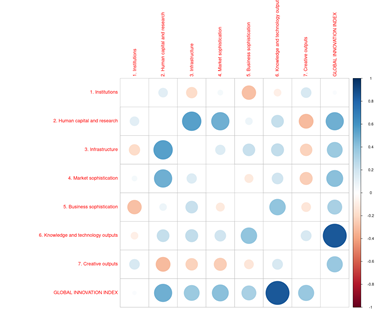 1. Institutions
2. Human capital and research
3. Infrastructure
4. Market sophistication
5. Business sophistication
6. Knowledge and technology outputs
7. Creative outputs
GLOBAL INNOVATION INDEX
1. Institutions
2. Human capital and research
3. Infrastructure
4. Market sophistication
5. Business sophistication
6. Knowledge and technology outputs
7. Creative outputs
GLOBAL INNOVATION INDEX
1
0.8
0.6
0.4
0.2
0
-0.2
-0.4
-0.6
-0.8
-1